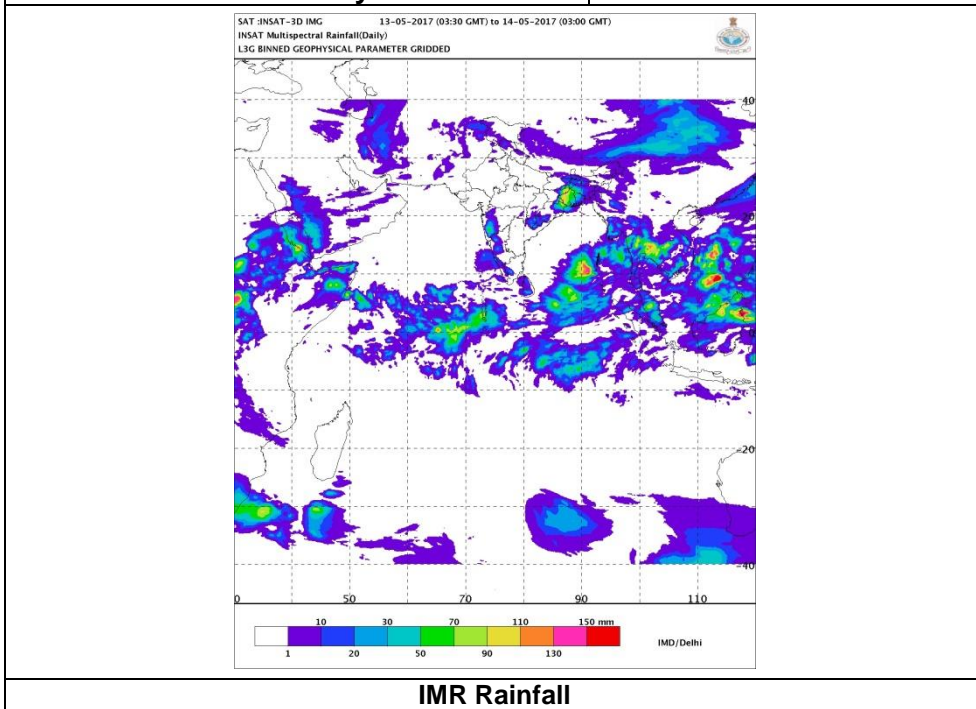 SAT :INSAT-3D IMG 13-05-2017 (03:30 GMT) to 14-05-2017 (03:00 GMT)
INSAT Multispectral Rainfall(Daily)
L3G BINNED GEOPHYSICAL PARAMETER GRIDDED
40
20
0
-20
-40
50 70 90 110
10 30 70 110 150 mm
1 20 50 90 130
IMD/Delhi
IMR Rainfall